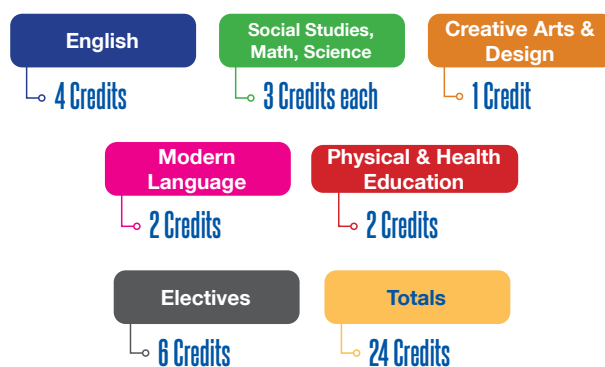 English
4 Credits
Social Studies,
Math, Science
3 Credits each
Creative Arts &
Design
1 Credit
Modern
Language
2 Credits
Physical & Health
Education
2 Credits
Electives
6 Credits
Totals
24 Credits